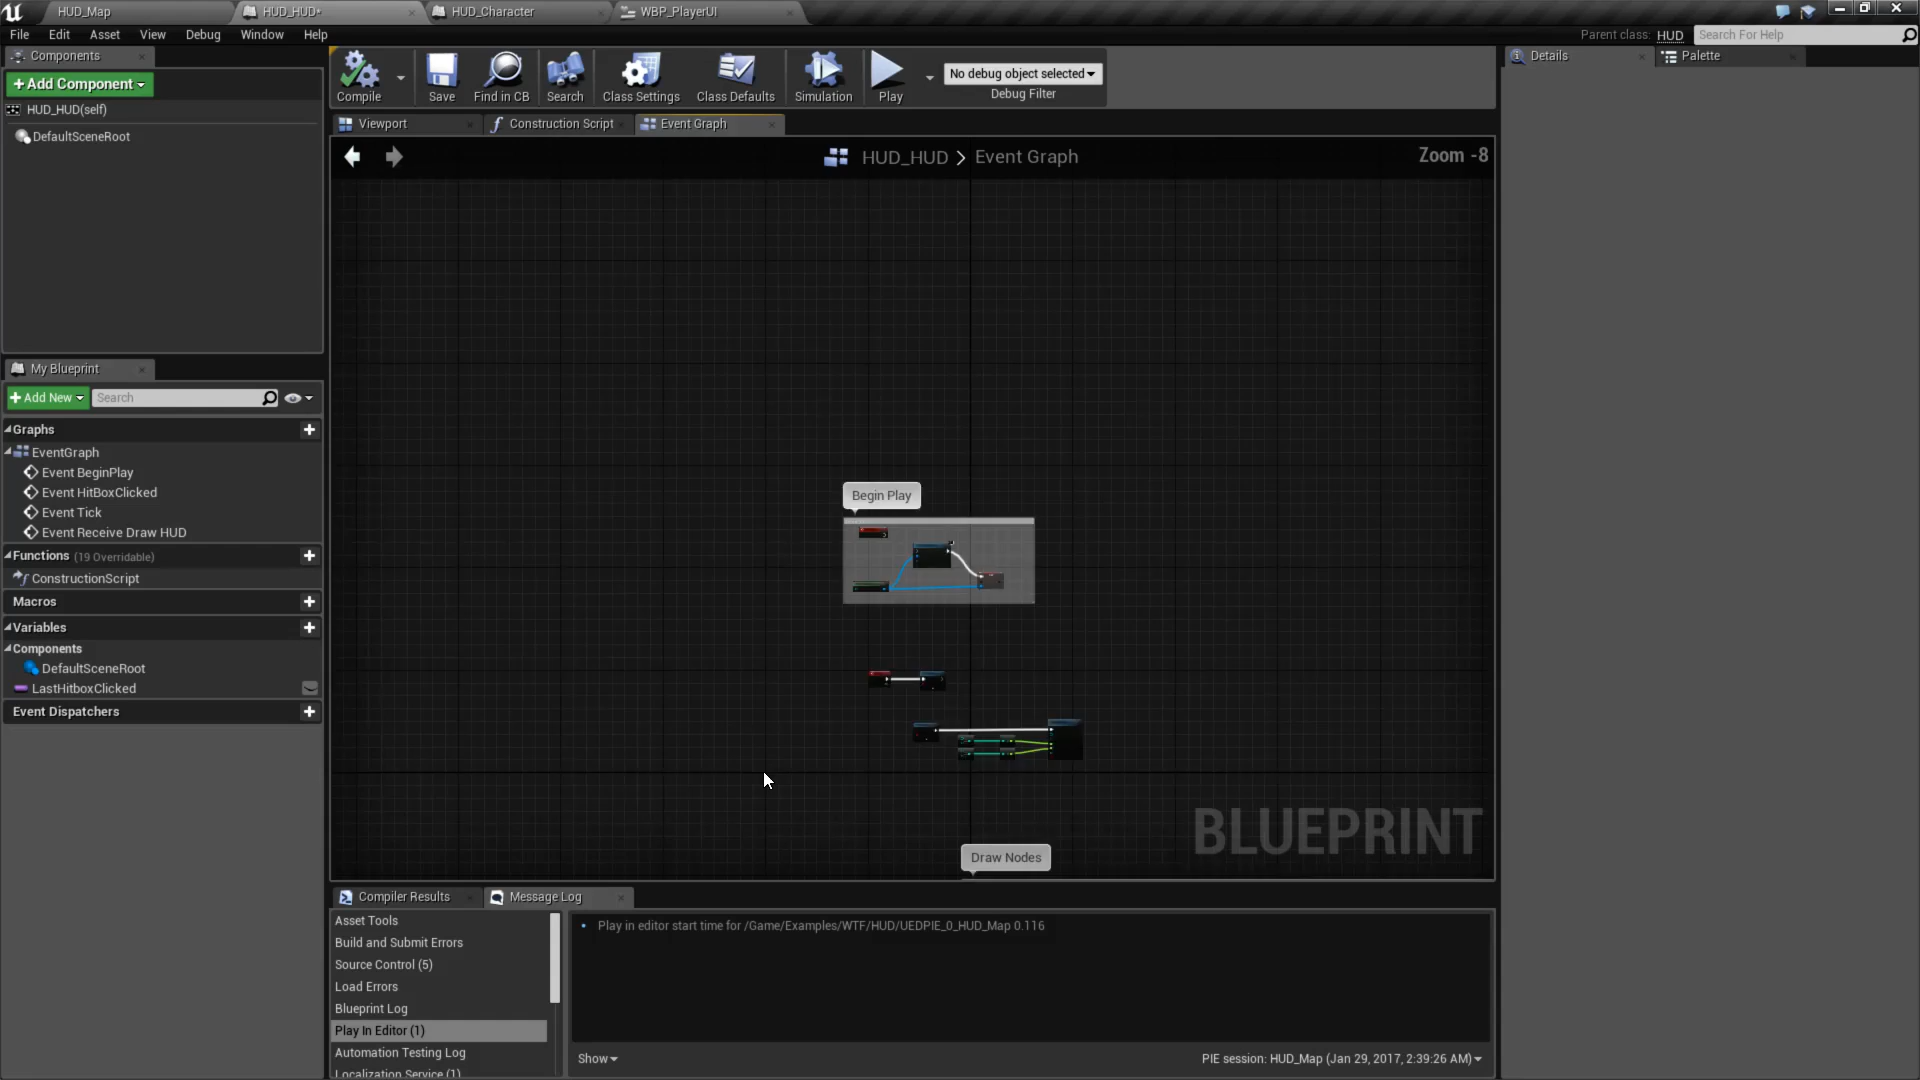 HUD_Map
HUD_HUD*
HUD_Character
WBP_PlayerUI
File Edit Asset View Debug Window Help
Parent class: HUD
Search For Help
Components
+ Add Component
HUD_HUD(self)
DefaultSceneRoot
Compile
Save
Find in CB
Search
Class Settings
Class Defaults
Simulation
Play
No debug object selected
Debug Filter
Details
Palette
Viewport
Construction Script
Event Graph
HUD_HUD > Event Graph
Zoom -8
My Blueprint
+ Add New
Search
Graphs
EventGraph
Event BeginPlay
Event HitBoxClicked
Event Tick
Event Receive Draw HUD
Functions (19 Overridable)
ConstructionScript
Macros
Variables
Components
DefaultSceneRoot
LastHitboxClicked
Event Dispatchers
Begin Play
Draw Nodes
BLUEPRINT
Compiler Results
Message Log
Asset Tools
Build and Submit Errors
Source Control (5)
Load Errors
Blueprint Log
Play In Editor (1)
Automation Testing Log
Localization Service (1)
Play in editor start time for /Game/Examples/WTF/HUD/UEDPIE_0_HUD_Map 0.116
Show
PIE session: HUD_Map (Jan 29, 2017, 2:39:26 AM)